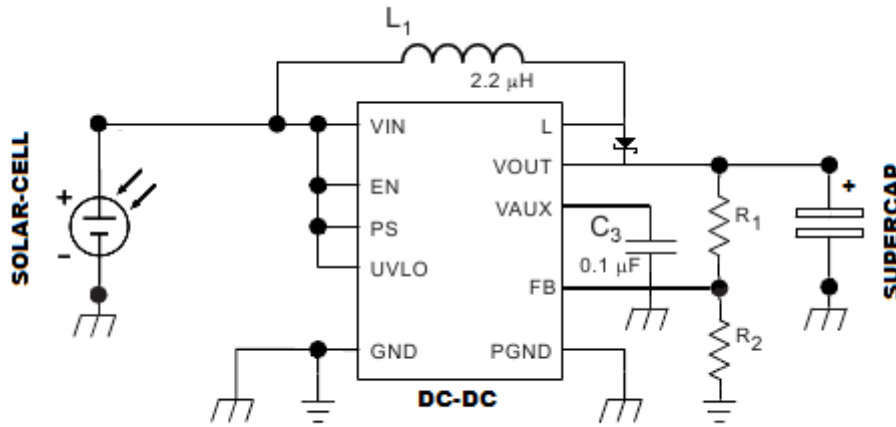 L1
2.2 μH
SOLAR-CELL
+
-
VIN
EN
PS
UVLO
GND
L
VOUT
VAUX
FB
PGND
DC-DC
C3
0.1 μF
R1
R2
+
SUPERCAP